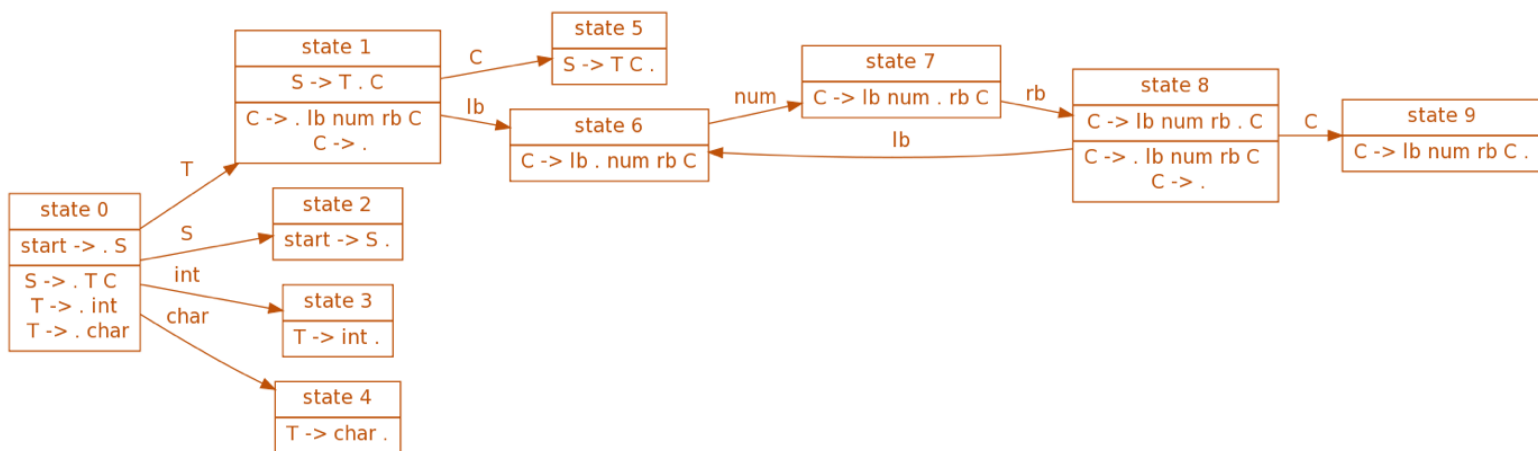 state 0
start -> . S
S -> . T C
T -> . int
T -> . char
T
S
int
char
state 1
S -> T . C
C -> . lb num rb C
C -> .
C
lb
state 2
start -> S .
state 3
T -> int .
state 4
T -> char .
state 5
S -> T C .
state 6
C -> lb . num rb C
num
state 7
C -> lb num . rb C
rb
lb
state 8
C -> lb num rb . C
C -> . lb num rb C
C -> .
C
state 9
C -> lb num rb C .